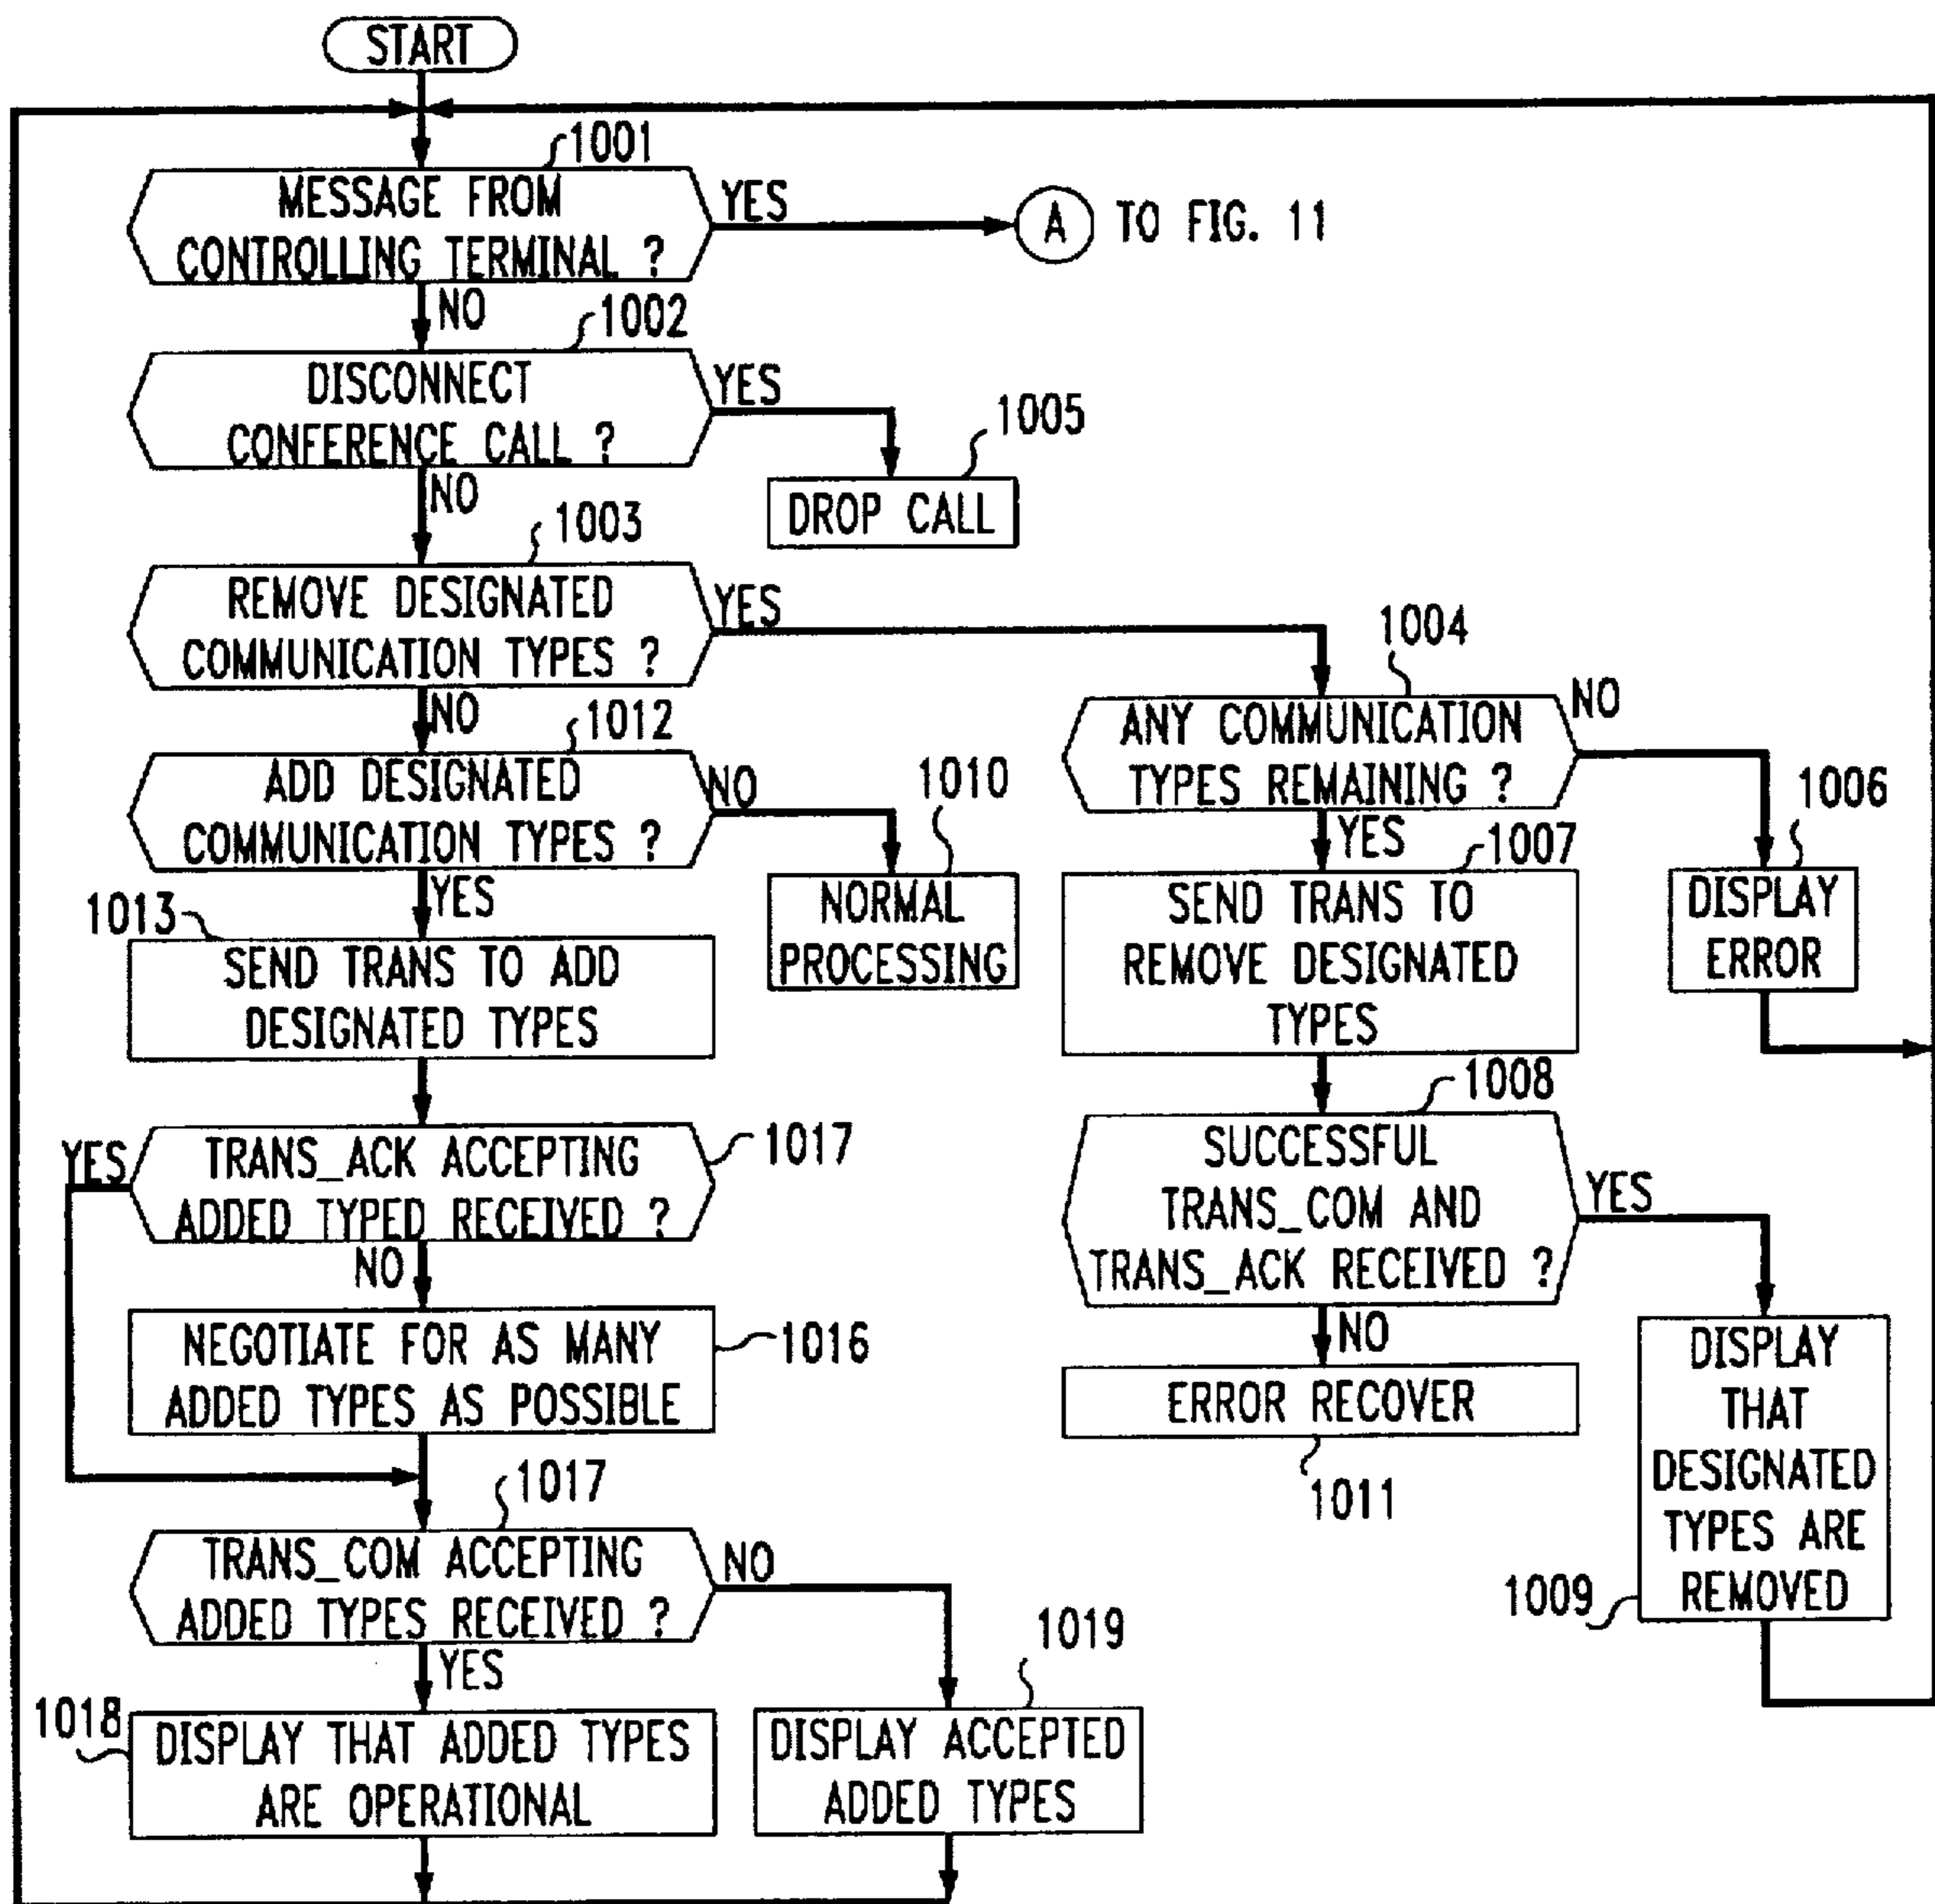 START
1001
MESSAGE FROM
CONTROLLING TERMINAL ?
YES
A
TO FIG. 11
NO
1002
DISCONNECT
CONFERENCE CALL ?
YES
1005
DROP CALL
NO
1003
REMOVE DESIGNATED
COMMUNICATION TYPES ?
YES
NO
1004
ANY COMMUNICATION
TYPES REMAINING ?
NO
1006
DISPLAY
ERROR
YES
1007
SEND TRANS TO
REMOVE DESIGNATED
TYPES
1008
SUCCESSFUL
TRANS_COM AND
TRANS_ACK RECEIVED ?
YES
NO
ERROR RECOVER
1011
DISPLAY
THAT
DESIGNATED
TYPES ARE
REMOVED
1009
1012
ADD DESIGNATED
COMMUNICATION TYPES ?
NO
1010
NORMAL
PROCESSING
YES
1013
SEND TRANS TO ADD
DESIGNATED TYPES
1017
TRANS_ACK ACCEPTING
ADDED TYPED RECEIVED ?
YES
NO
NEGOTIATE FOR AS MANY
ADDED TYPES AS POSSIBLE
1016
1017
TRANS_COM ACCEPTING
ADDED TYPES RECEIVED ?
NO
YES
1018
DISPLAY THAT ADDED TYPES
ARE OPERATIONAL
1019
DISPLAY ACCEPTED
ADDED TYPES